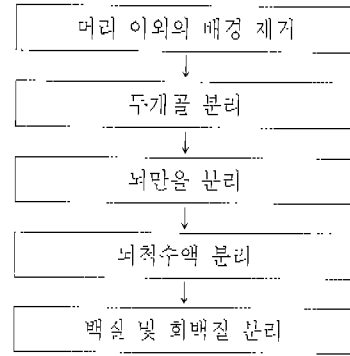 머리 이외의 배경 제거
두개골 분리
뇌만을 분리
뇌척수액 분리
백질 및 회백질 분리